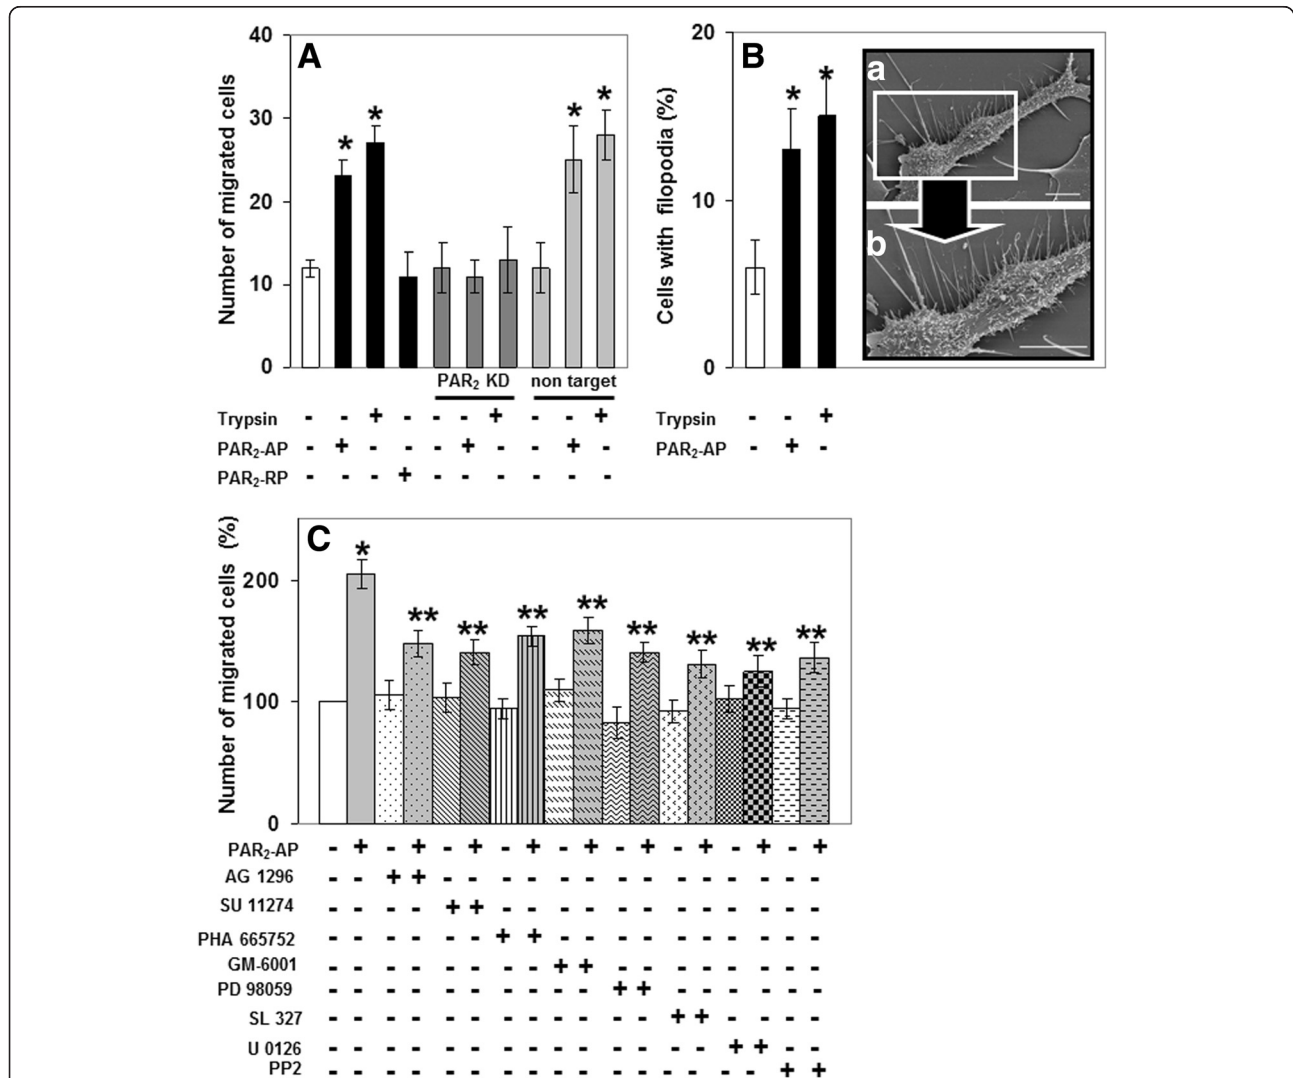 A
Number of migrated cells
40
30
20
10
0
* * * *
PAR2 KD non target
Trypsin - - + - - - + - - +
PAR2-AP - + - - - + - - + -
PAR2-RP - - - + - - - - - -
B
Cells with filopodia (%)
20
10
0
* *
a
b
Trypsin - - +
PAR2-AP - + -
C
Number of migrated cells (%)
200
100
0
* ** ** ** ** ** ** ** **
PAR2-AP - + - + - + - + - + - + - + - + - +
AG 1296 - - + + - - - - - - - - - - - - - -
SU 11274 - - - - + + - - - - - - - - - - - -
PHA 665752 - - - - - - + + - - - - - - - - - -
GM-6001 - - - - - - - - + + - - - - - - - -
PD 98059 - - - - - - - - - - + + - - - - - -
SL 327 - - - - - - - - - - - - + + - - - -
U 0126 - - - - - - - - - - - - - - + + - -
PP2 - - - - - - - - - - - - - - - - + +